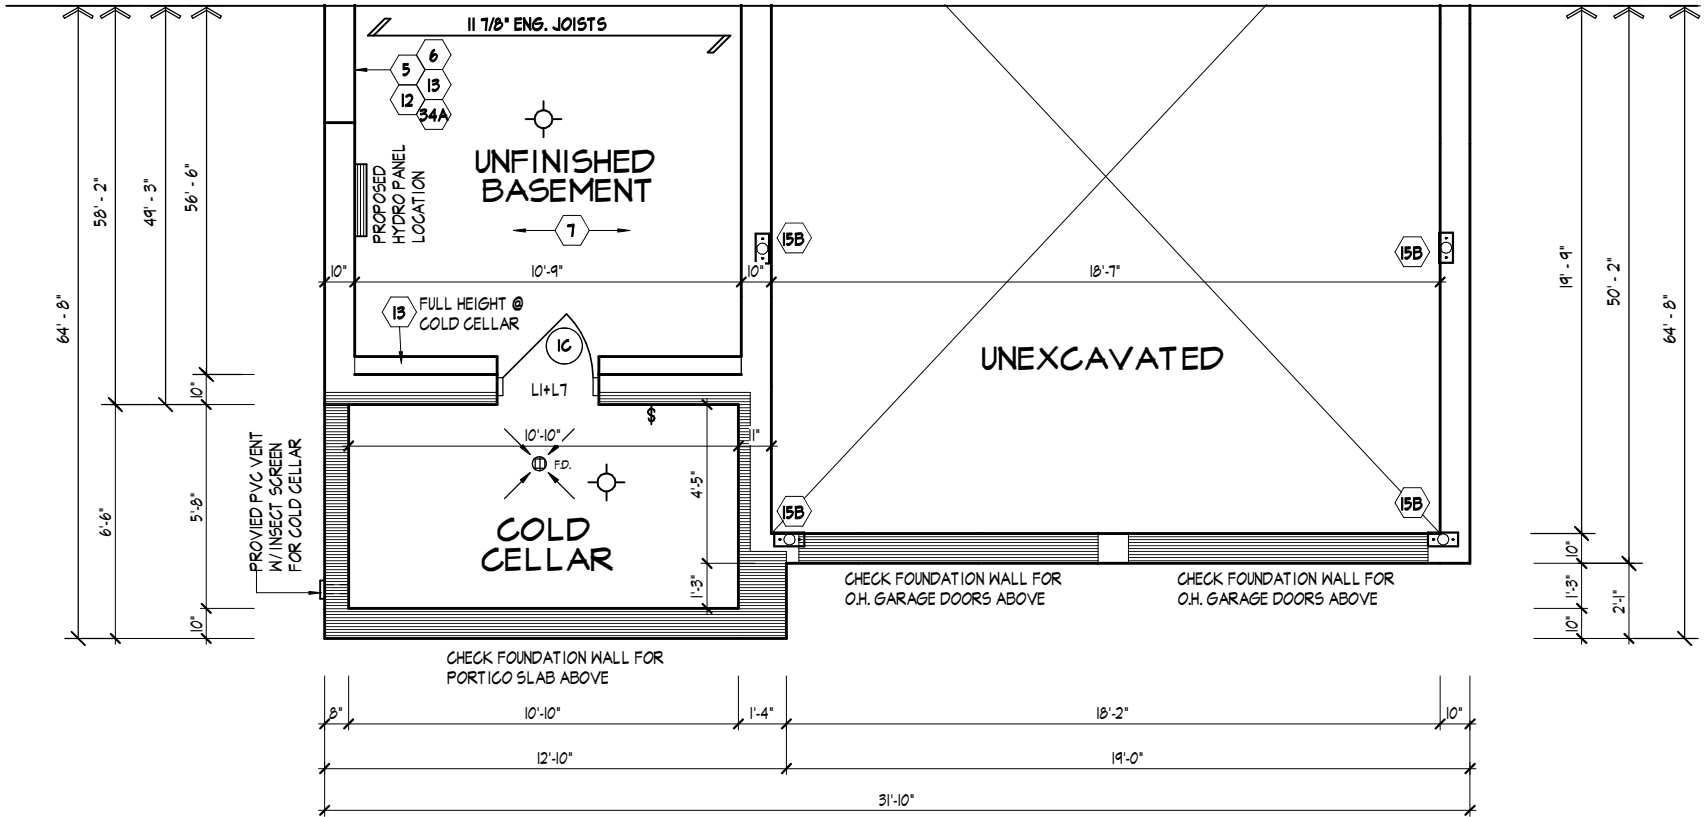 11 7/8" ENG. JOISTS
6
5
13
12
34A
UNFINISHED
BASEMENT
PROPOSED
HYDRO PANEL
LOCATION
7
15B
15B
58' - 2"
49' - 3"
56' - 6"
64' - 8"
10"
10'-9"
10"
18'-7"
19' - 9"
50' - 2"
64' - 8"
13
FULL HEIGHT @
COLD CELLAR
1C
L1+L7
UNEXCAVATED
10"
$
10'-10"
1"
F.D.
4'-5"
PROVIED PVC VENT
W/ INSECT SCREEN
FOR COLD CELLAR
6'-6"
5'-8"
COLD
CELLAR
15B
15B
1'-3"
10"
CHECK FOUNDATION WALL FOR
O.H. GARAGE DOORS ABOVE
CHECK FOUNDATION WALL FOR
O.H. GARAGE DOORS ABOVE
10"
1'-3"
2'-1"
10"
CHECK FOUNDATION WALL FOR
PORTICO SLAB ABOVE
8"
10'-10"
1'-4"
18'-2"
10"
12'-10"
19'-0"
31'-10"